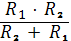 R₁ · R₂
R₂ + R₁